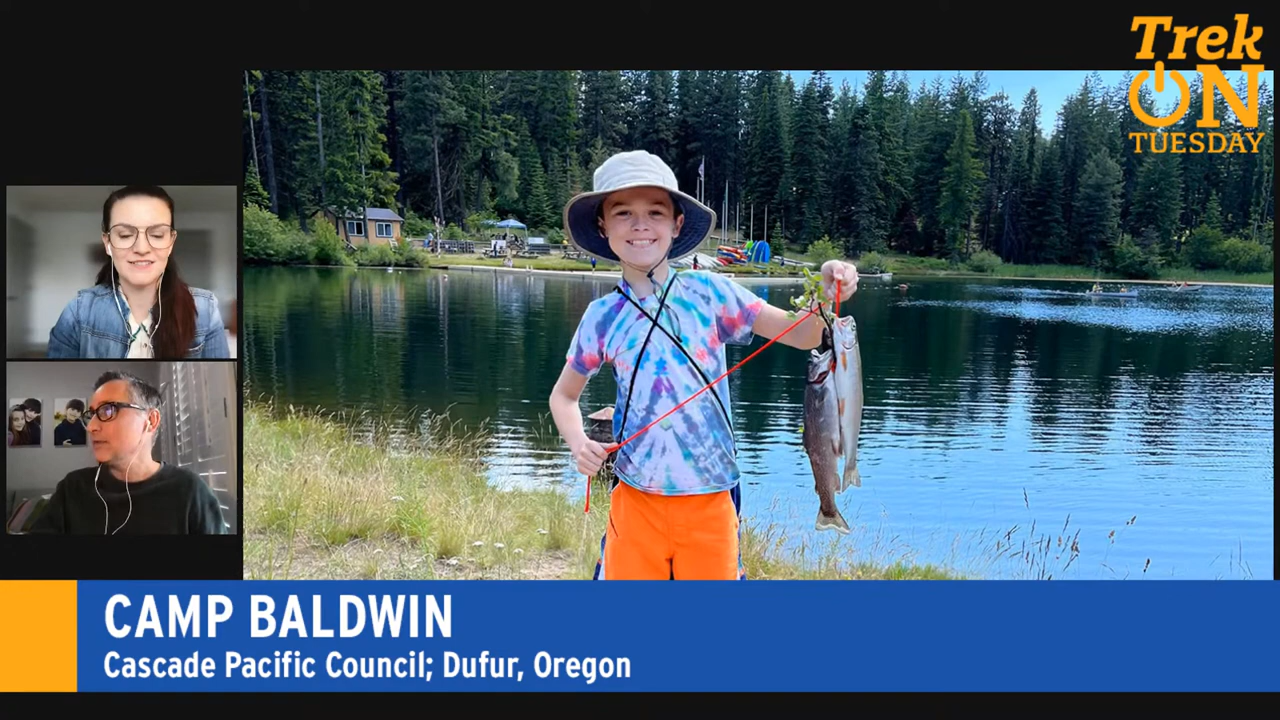 Trek
ON
TUESDAY
CAMP BALDWIN
Cascade Pacific Council; Dufur, Oregon